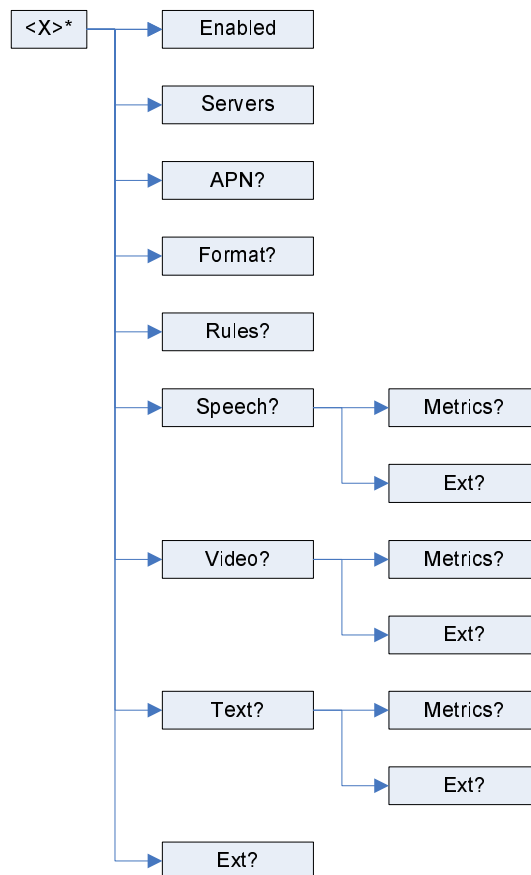 <X>*
Enabled
Servers
APN?
Format?
Rules?
Speech?
Metrics?
Ext?
Video?
Metrics?
Ext?
Text?
Metrics?
Ext?
Ext?